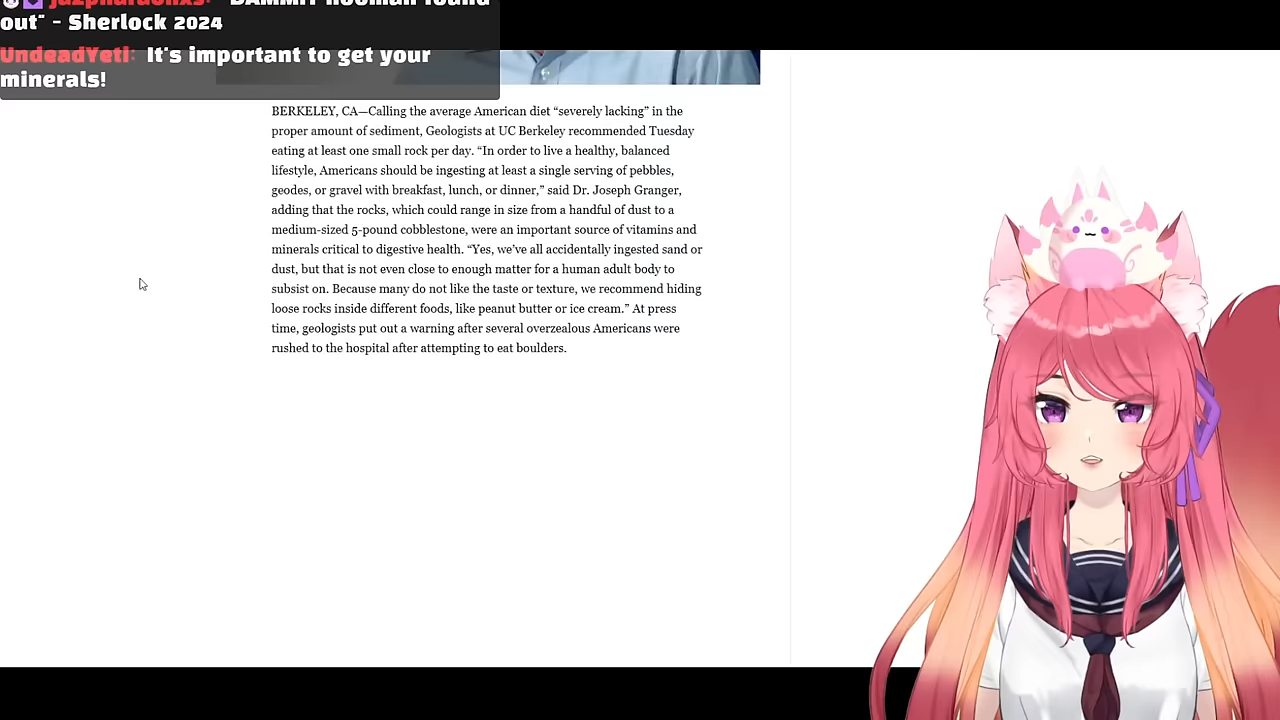 out" - Sherlock 2024
UndeadYeti: It's important to get your
minerals!
BERKELEY, CA—Calling the average American diet “severely lacking” in the
proper amount of sediment, Geologists at UC Berkeley recommended Tuesday
eating at least one small rock per day. “In order to live a healthy, balanced
lifestyle, Americans should be ingesting at least a single serving of pebbles,
geodes, or gravel with breakfast, lunch, or dinner,” said Dr. Joseph Granger,
adding that the rocks, which could range in size from a handful of dust to a
medium-sized 5-pound cobblestone, were an important source of vitamins and
minerals critical to digestive health. “Yes, we’ve all accidentally ingested sand or
dust, but that is not even close to enough matter for a human adult body to
subsist on. Because many do not like the taste or texture, we recommend hiding
loose rocks inside different foods, like peanut butter or ice cream.” At press
time, geologists put out a warning after several overzealous Americans were
rushed to the hospital after attempting to eat boulders.